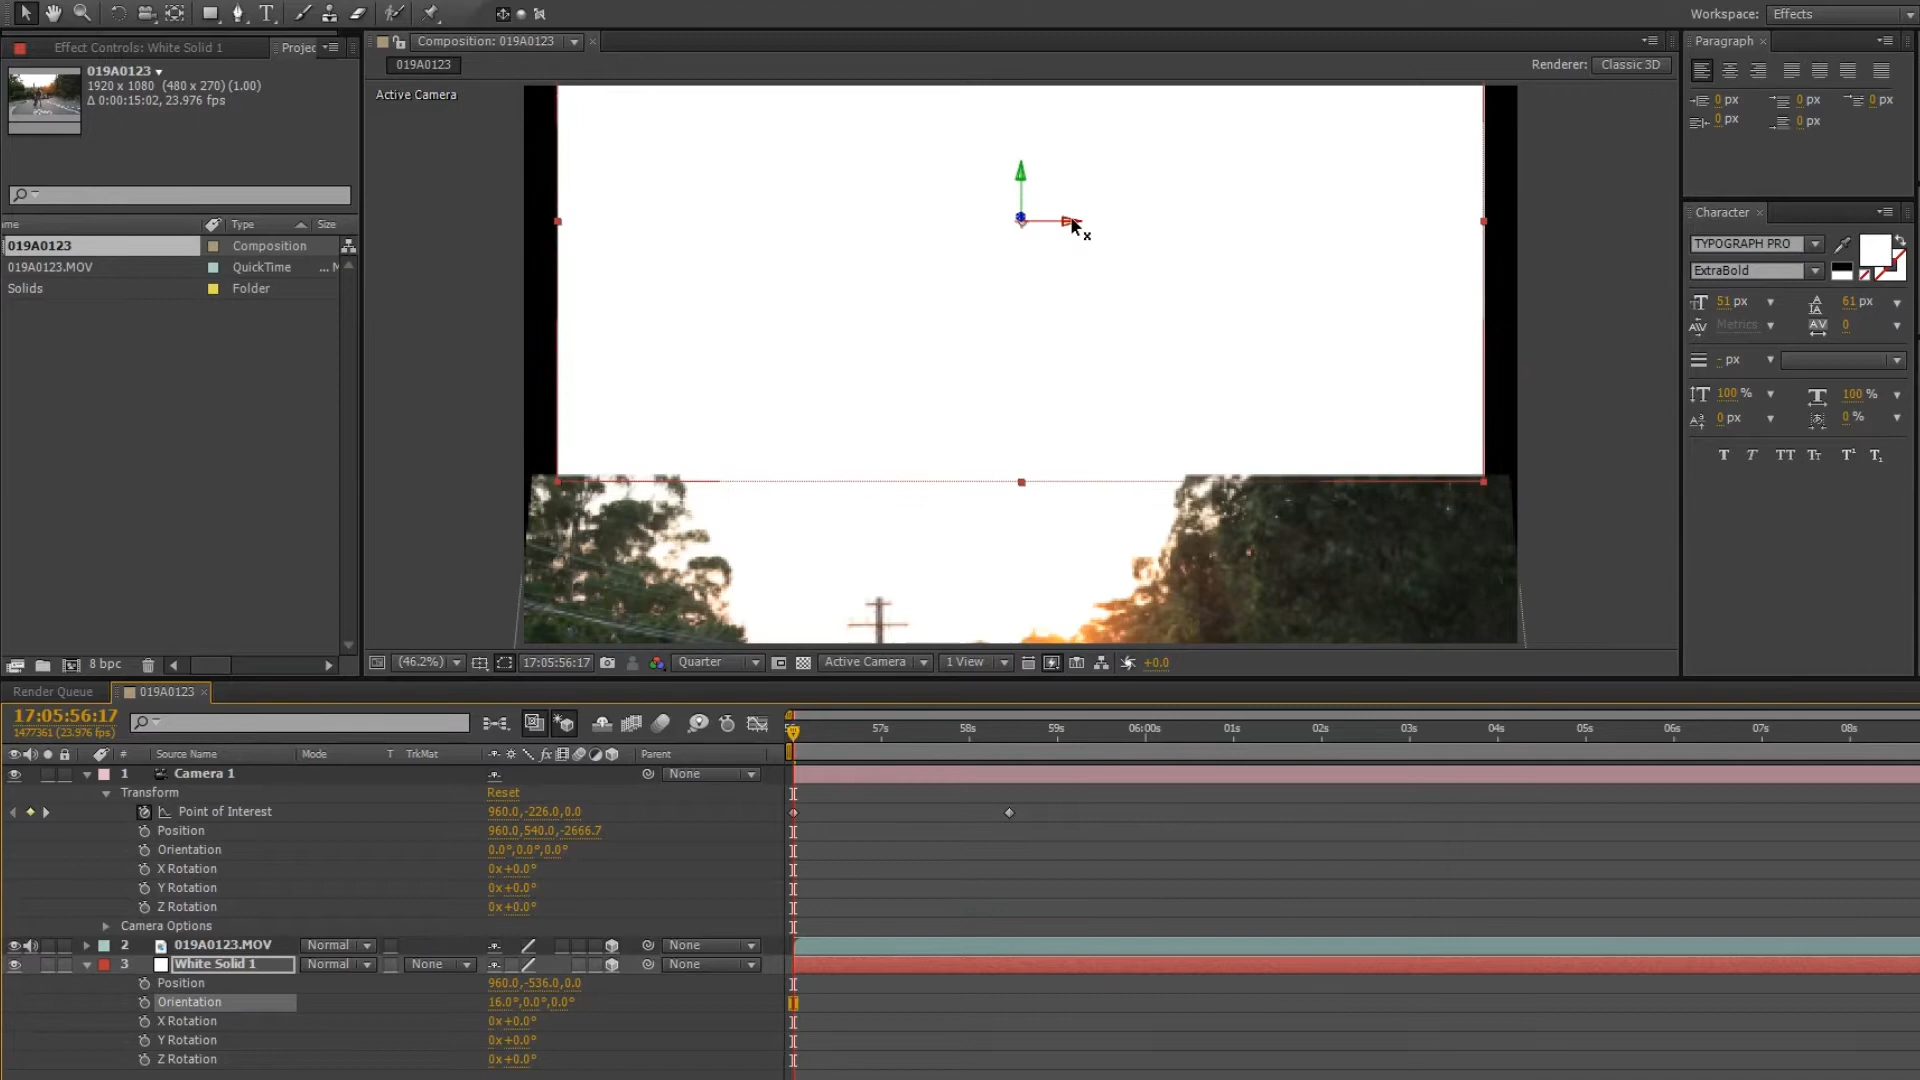 Workspace: Effects
Effect Controls: White Solid 1
Projec
019A0123
1920 x 1080 (480 x 270) (1.00)
Δ 0:00:15:02, 23.976 fps
ame
Type
Size
019A0123
Composition
019A0123.MOV
QuickTime
... M
Solids
Folder
8 bpc
Composition: 019A0123
019A0123
Renderer:
Classic 3D
Active Camera
x
(46.2%)
17:05:56:17
Quarter
Active Camera
1 View
+0.0
Paragraph
0 px
0 px
0 px
0 px
0 px
Character
TYPOGRAPH PRO
ExtraBold
51 px
61 px
Metrics
0
- px
100 %
100 %
0 px
0 %
T T TT Tt T¹ T₁
Render Queue
019A0123
17:05:56:17
1477361 (23.976 fps)
57s
58s
59s
06:00s
01s
02s
03s
04s
05s
06s
07s
08s
#
Source Name
Mode
T
TrkMat
Parent
1
Camera 1
None
Transform
Reset
Point of Interest
960.0,-226.0,0.0
Position
960.0,540.0,-2666.7
Orientation
0.0°,0.0°,0.0°
X Rotation
0x+0.0°
Y Rotation
0x+0.0°
Z Rotation
0x+0.0°
Camera Options
2
019A0123.MOV
Normal
None
3
White Solid 1
Normal
None
None
Position
960.0,-536.0,0.0
Orientation
16.0°,0.0°,0.0°
X Rotation
0x+0.0°
Y Rotation
0x+0.0°
Z Rotation
0x+0.0°